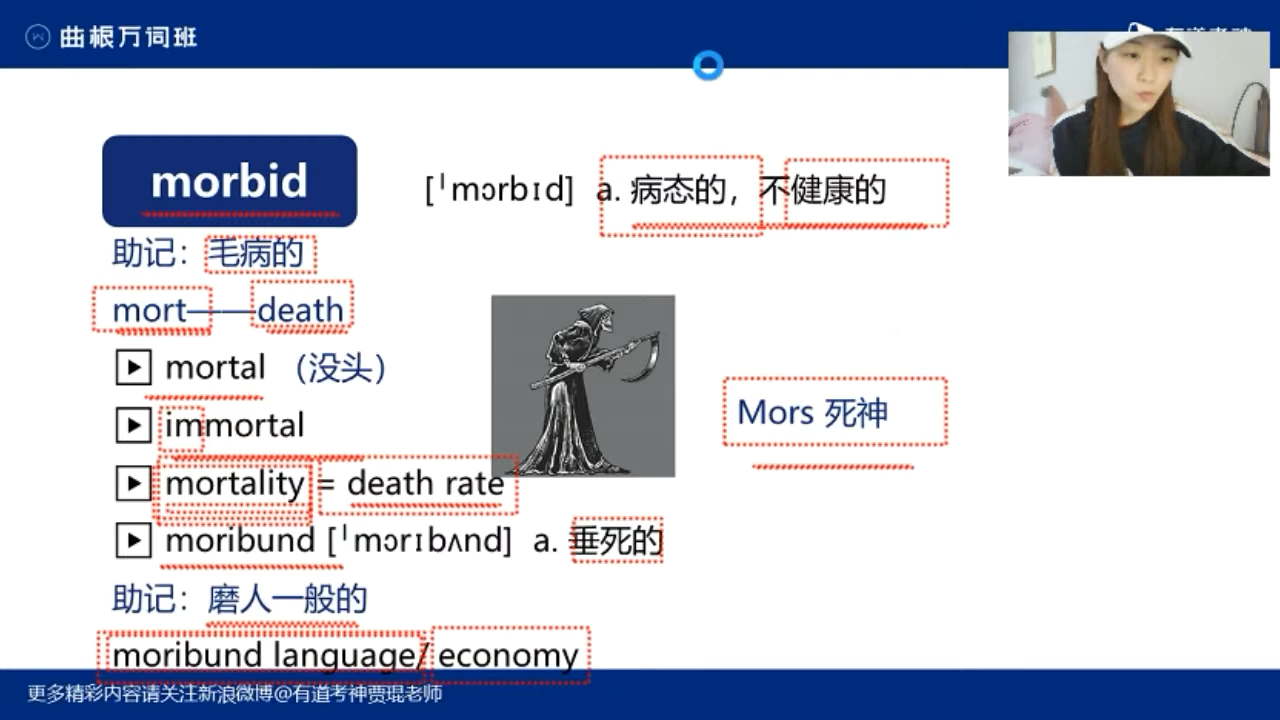 曲根万词班
morbid
[ˈmɔrbɪd] a. 病态的，不健康的
助记：毛病的
mort——death
mortal （没头）
immortal
Mors 死神
mortality = death rate
moribund [ˈmɔrɪbʌnd] a. 垂死的
助记：磨人一般的
moribund language/ economy
更多精彩内容请关注新浪微博@有道考神贾琨老师